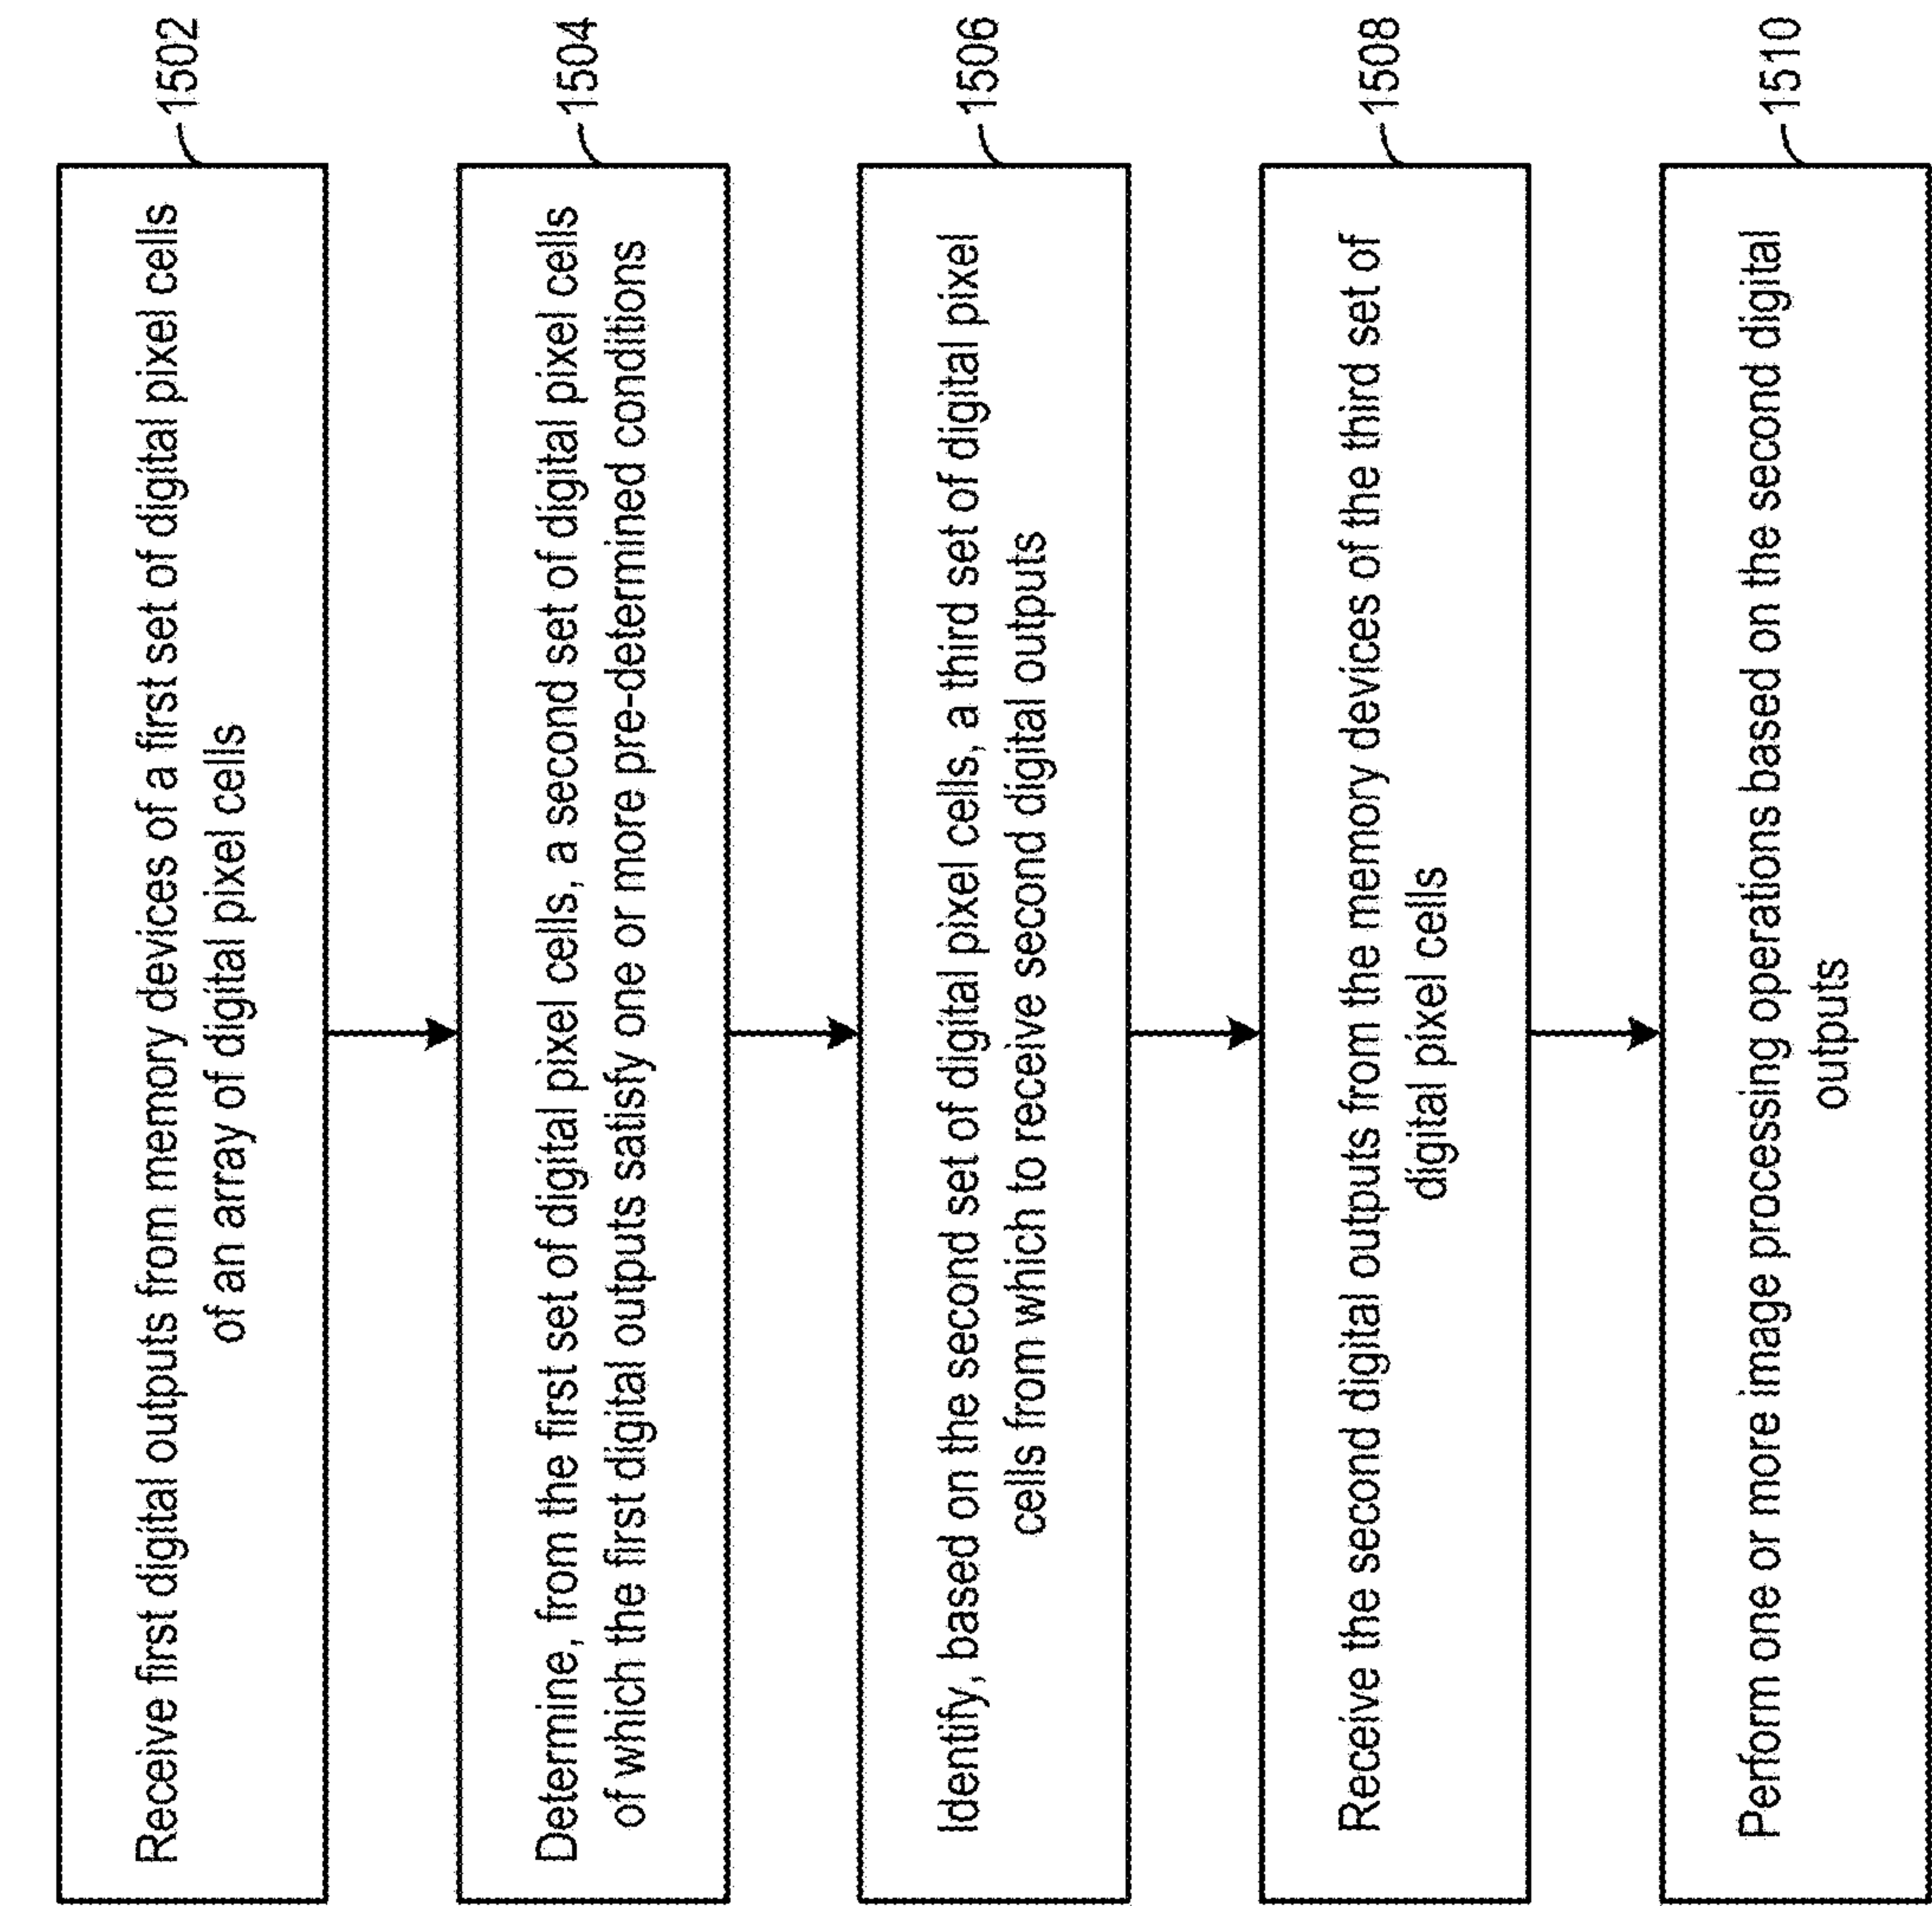 Receive first digital outputs from memory devices of a first set of digital pixel cells
of an array of digital pixel cells
1502
Determine, from the first set of digital pixel cells, a second set of digital pixel cells
of which the first digital outputs satisfy one or more pre-determined conditions
1504
Identify, based on the second set of digital pixel cells, a third set of digital pixel
cells from which to receive second digital outputs
1506
Receive the second digital outputs from the memory devices of the third set of
digital pixel cells
1508
Perform one or more image processing operations based on the second digital
outputs
1510